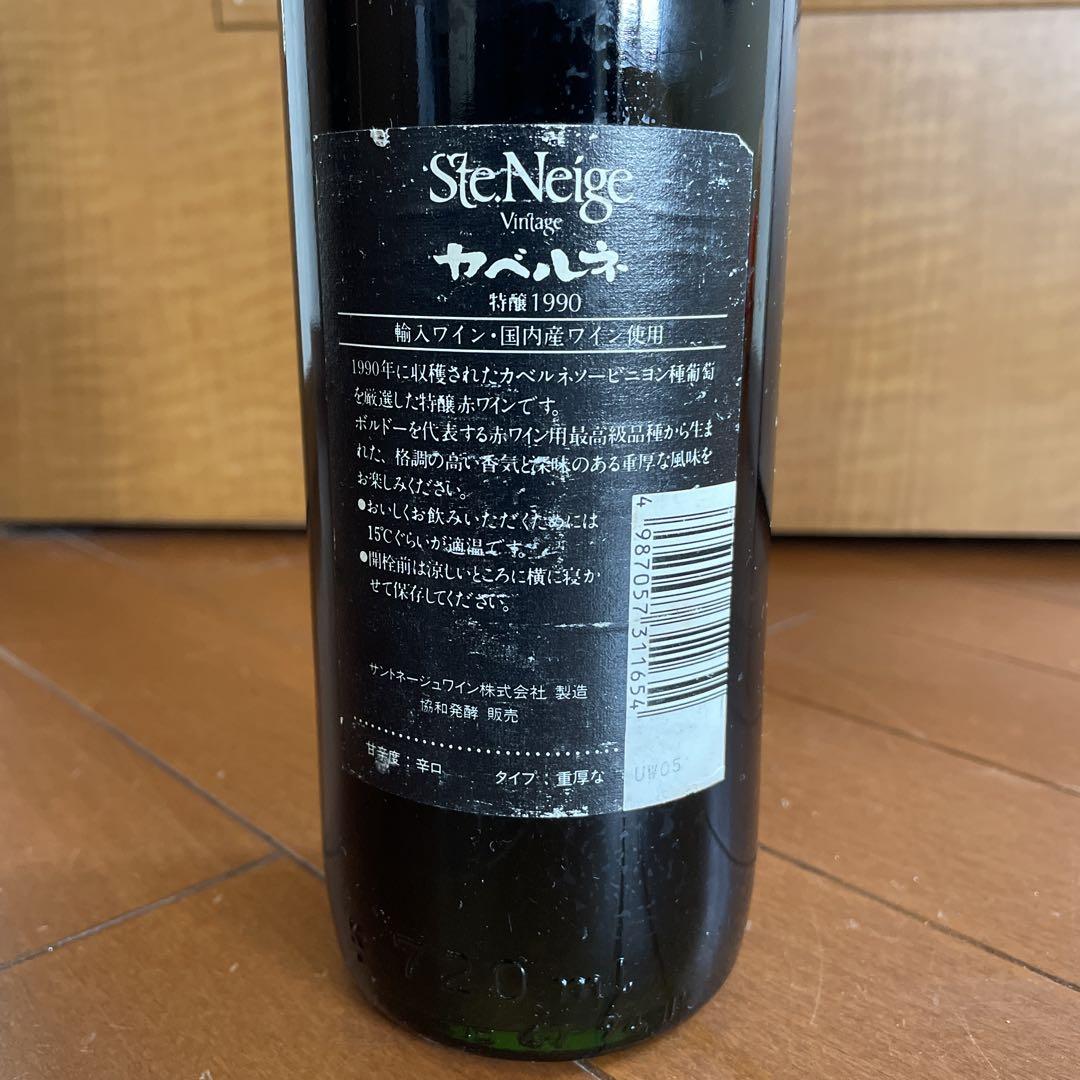 Ste.Neige
Vintage
カベルネ
特醸1990
輸入ワイン・国内産ワイン使用
1990年に収穫されたカベルネソービニヨン種葡萄
を厳選した特醸赤ワインです。
ボルドーを代表する赤ワイン用最高級品種から生ま
れた、格調の高い香気と深味のある重厚な風味を
お楽しみください。
●おいしくお飲みいただくためには
15℃ぐらいが適温です。
●開栓前は涼しいところに横に寝か
せて保存してください。
サントネージュワイン株式会社 製造
協和発酵 販売
甘辛度：辛口 タイプ：重厚な
4 987057 311654
UW05
720 ml